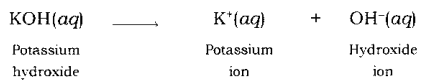 KOH(aq) ⟶ K⁺(aq) + OH⁻(aq)
Potassium Potassium Hydroxide
hydroxide ion ion